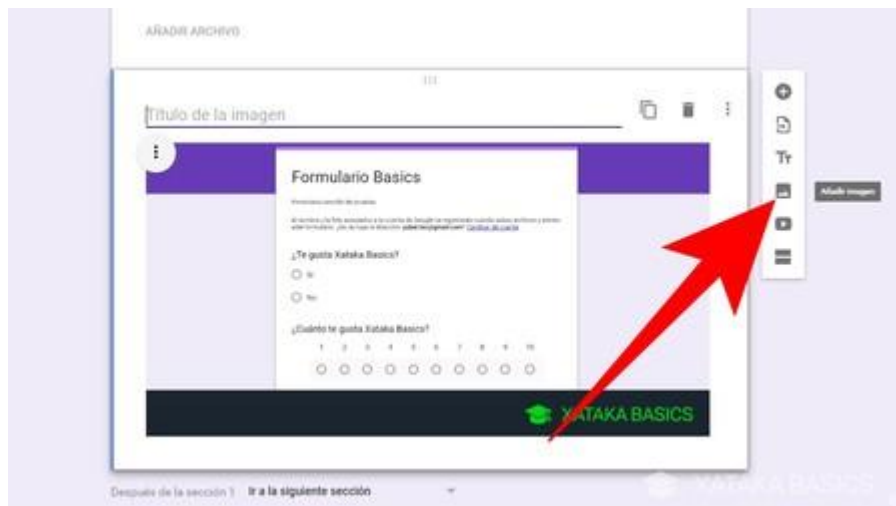 AÑADIR ARCHIVO
Título de la imagen
Formulario Basics
¿Te gusta Xataka Basics?
Sí
No
¿Cuánto te gusta Xataka Basics?
1 2 3 4 5 6 7 8 9 10
XATAKA BASICS
Añadir imagen
Después de la sección 1 Ir a la siguiente sección
XATAKA BASICS